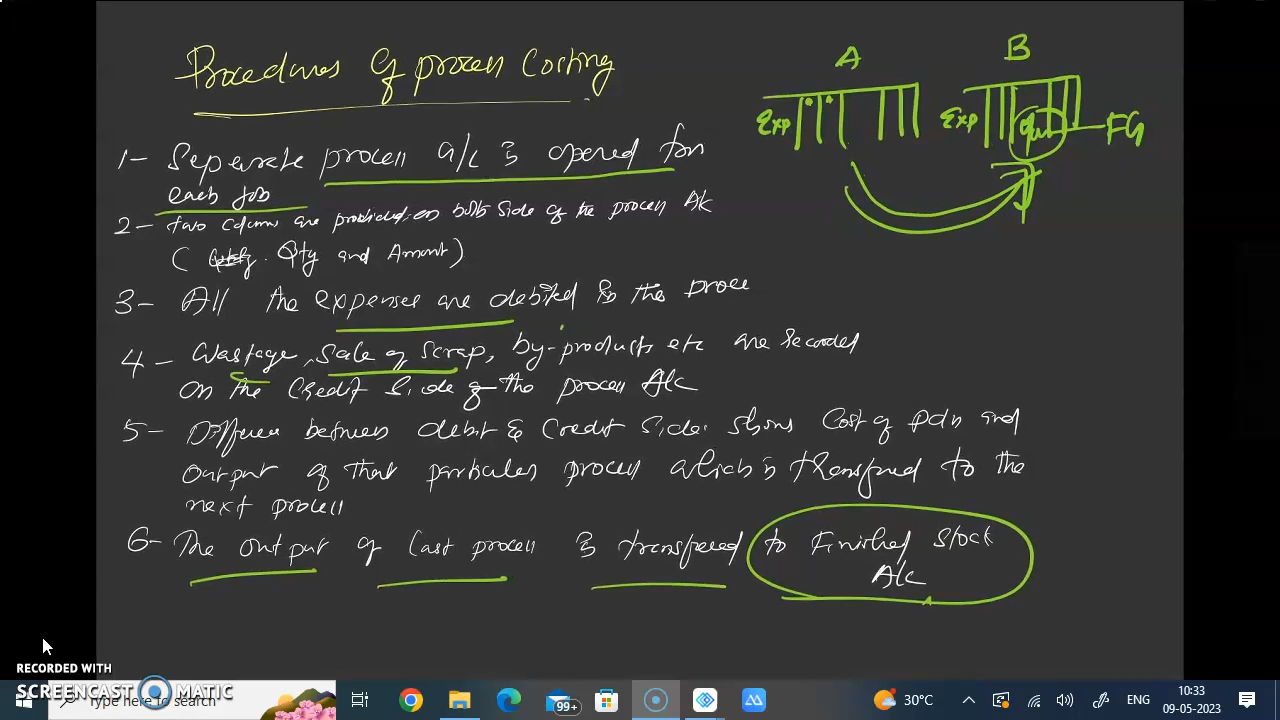 Procedures of process Costing
A
B
Exp
Exp
FG
1- Seperate process a/c is opened for
each job
2- Two columns are provided on both side of the process A/c
( Qty and Amount )
3- All the expenses are debited to the proce
4- Wastage, Sale of Scrap, by-products etc are recorded
on the Credit side of the process A/c
5- Diffrence between debit & Credit side shows Cost of pdn and
output of that particular process which is transfered to the
next process
6- The output of last process is transfered to Finished Stock
A/c
RECORDED WITH
SCREENCAST MATIC
Type here to search
99+
30°C
ENG
10:33
09-05-2023